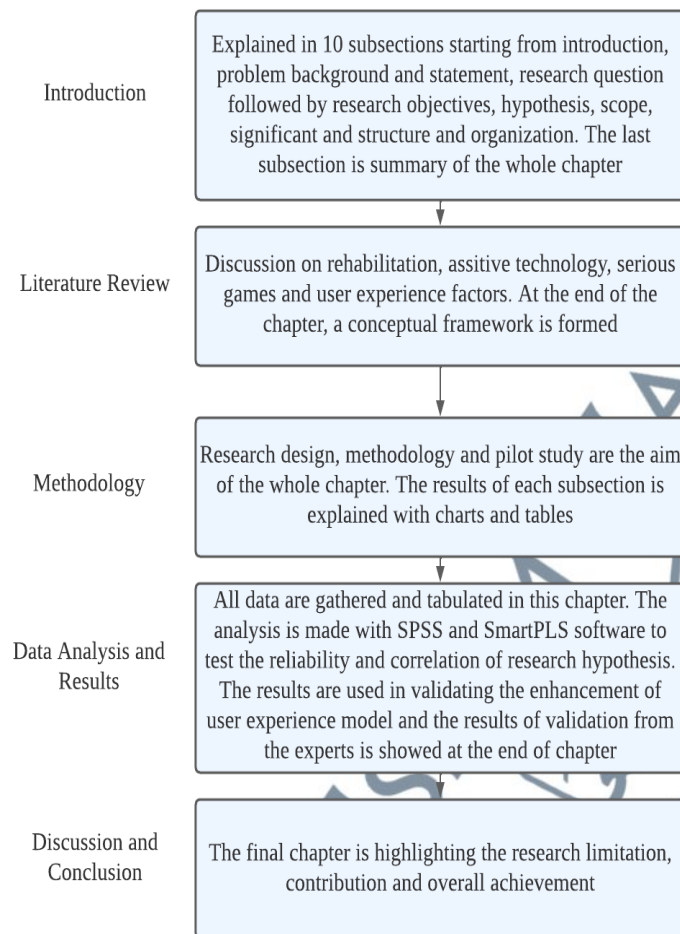 Introduction
Explained in 10 subsections starting from introduction,
problem background and statement, research question
followed by research objectives, hypothesis, scope,
significant and structure and organization. The last
subsection is summary of the whole chapter
Literature Review
Discussion on rehabilitation, assitive technology, serious
games and user experience factors. At the end of the
chapter, a conceptual framework is formed
Methodology
Research design, methodology and pilot study are the aim
of the whole chapter. The results of each subsection is
explained with charts and tables
Data Analysis and
Results
All data are gathered and tabulated in this chapter. The
analysis is made with SPSS and SmartPLS software to
test the reliability and correlation of research hypothesis.
The results are used in validating the enhancement of
user experience model and the results of validation from
the experts is showed at the end of chapter
Discussion and
Conclusion
The final chapter is highlighting the research limitation,
contribution and overall achievement